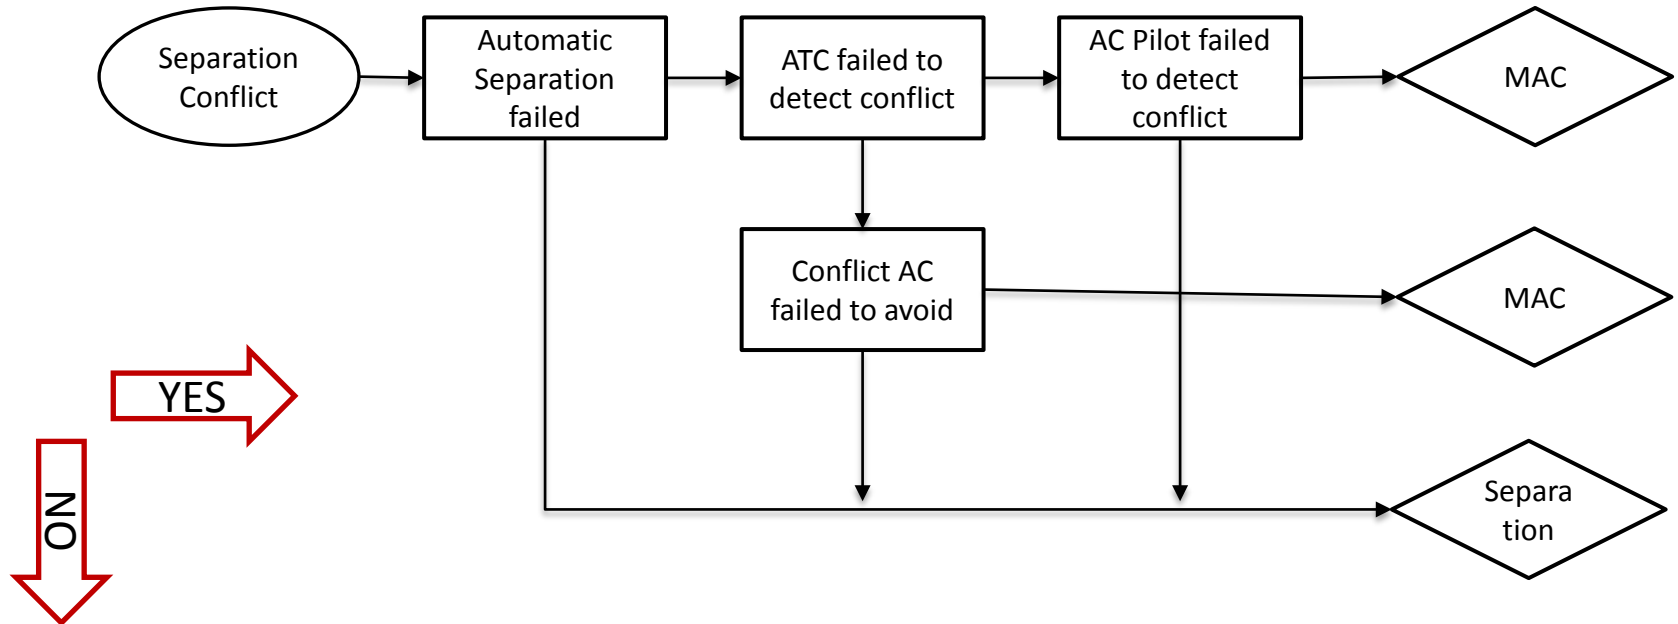 Separation
Conflict
Automatic
Separation
failed
ATC failed to
detect conflict
AC Pilot failed
to detect
conflict
MAC
Conflict AC
failed to avoid
MAC
YES
NO
Separa
tion